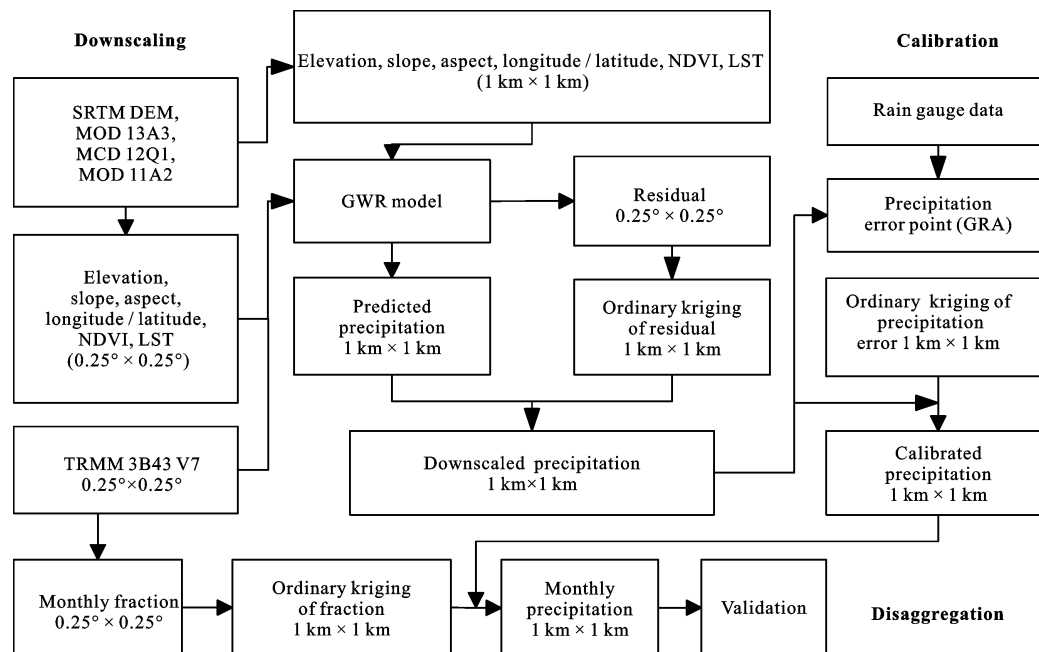 Downscaling
Elevation, slope, aspect, longitude / latitude, NDVI, LST
(1 km × 1 km)
Calibration
SRTM DEM,
MOD 13A3,
MCD 12Q1,
MOD 11A2
Rain gauge data
GWR model
Residual
0.25° × 0.25°
Precipitation
error point (GRA)
Elevation,
slope, aspect,
longitude / latitude,
NDVI, LST
(0.25° × 0.25°)
Predicted
precipitation
1 km × 1 km
Ordinary kriging
of residual
1 km × 1 km
Ordinary kriging of
precipitation
error 1 km × 1 km
TRMM 3B43 V7
0.25°×0.25°
Downscaled precipitation
1 km×1 km
Calibrated
precipitation
1 km × 1 km
Monthly fraction
0.25° × 0.25°
Ordinary kriging
of fraction
1 km × 1 km
Monthly
precipitation
1 km × 1 km
Validation
Disaggregation